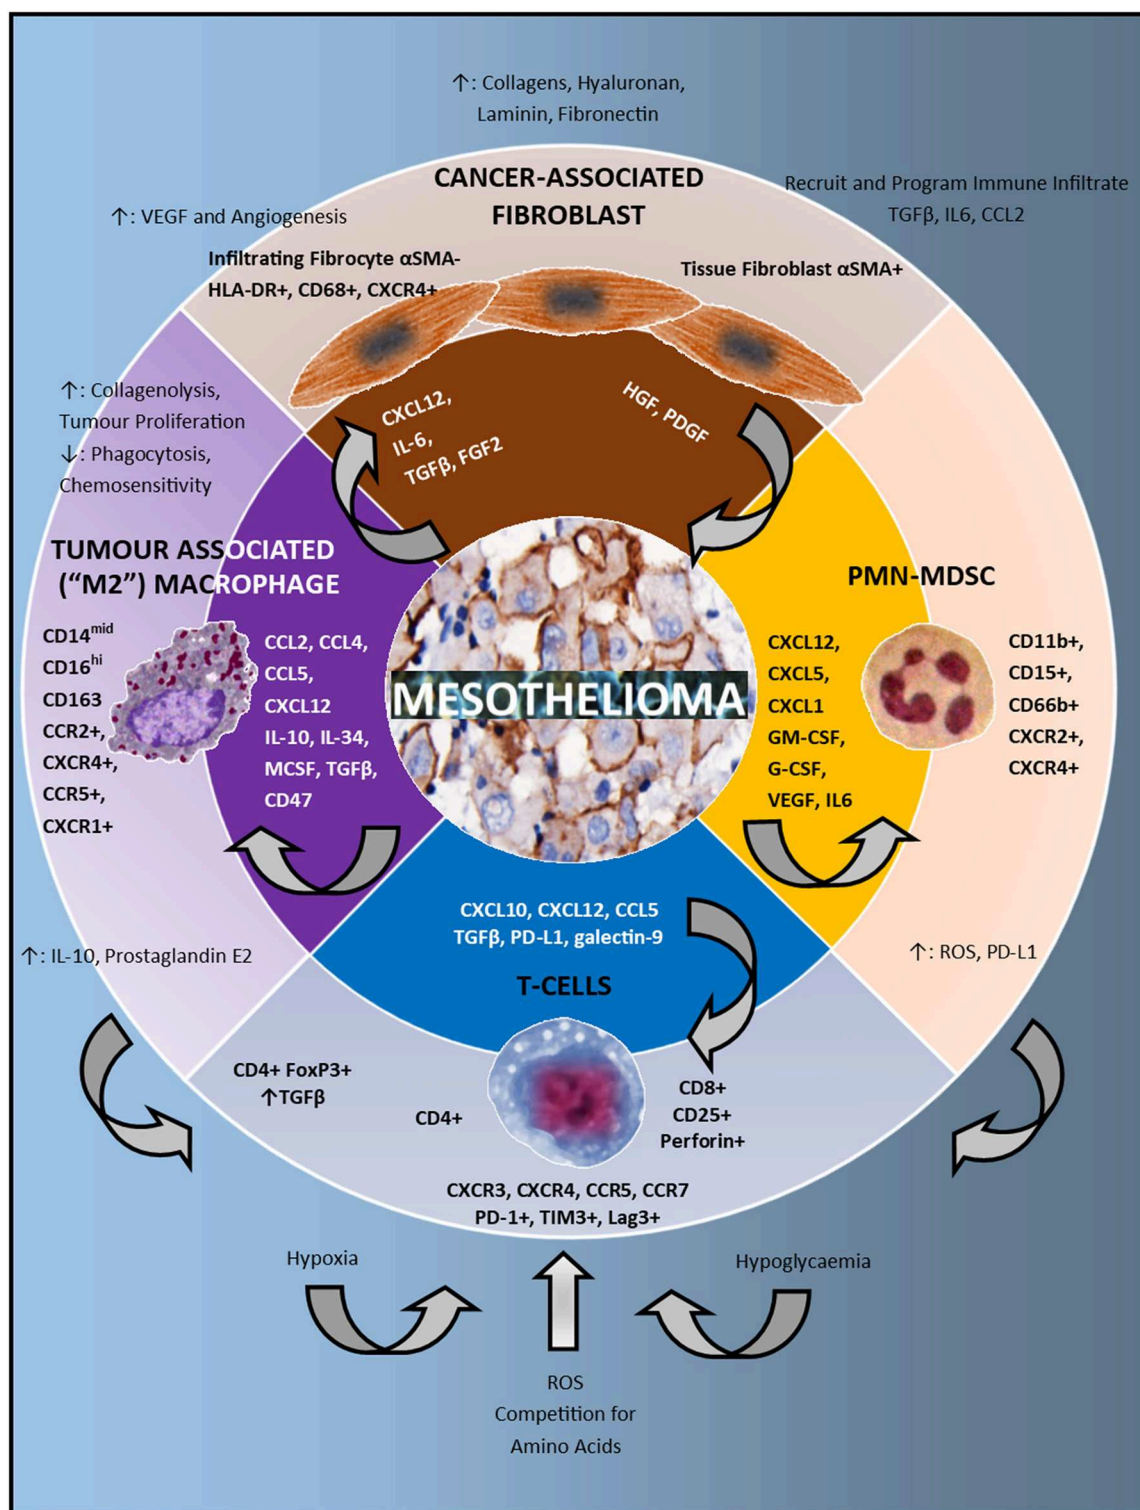 ↑: Collagens, Hyaluronan,
Laminin, Fibronectin
CANCER-ASSOCIATED
FIBROBLAST
Recruit and Program Immune Infiltrate
TGFβ, IL6, CCL2
↑: VEGF and Angiogenesis
Infiltrating Fibrocyte αSMA-
HLA-DR+, CD68+, CXCR4+
Tissue Fibroblast αSMA+
CXCL12,
IL-6,
TGFβ, FGF2
HGF, PDGF
↑: Collagenolysis,
Tumour Proliferation
↓: Phagocytosis,
Chemosensitivity
TUMOUR ASSOCIATED
(“M2”) MACROPHAGE
CD14mid
CD16hi
CD163
CCR2+,
CXCR4+,
CCR5+,
CXCR1+
CCL2, CCL4,
CCL5,
CXCL12
IL-10, IL-34,
MCSF, TGFβ,
CD47
MESOTHELIOMA
PMN-MDSC
CXCL12,
CXCL5,
CXCL1
GM-CSF,
G-CSF,
VEGF, IL6
CD11b+,
CD15+,
CD66b+
CXCR2+,
CXCR4+
↑: IL-10, Prostaglandin E2
↑: ROS, PD-L1
CXCL10, CXCL12, CCL5
TGFβ, PD-L1, galectin-9
T-CELLS
CD4+ FoxP3+
↑TGFβ
CD4+
CD8+
CD25+
Perforin+
CXCR3, CXCR4, CCR5, CCR7
PD-1+, TIM3+, Lag3+
Hypoxia
Hypoglycaemia
ROS
Competition for
Amino Acids